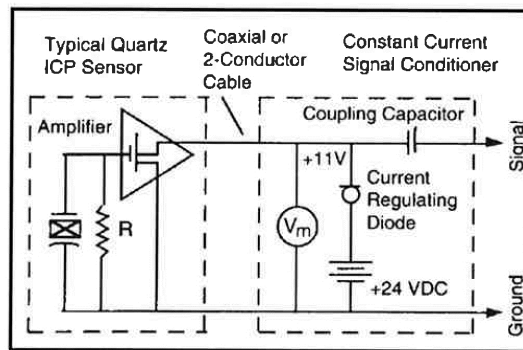 Typical Quartz
ICP Sensor
Coaxial or
2-Conductor
Cable
Constant Current
Signal Conditioner
Amplifier
Coupling Capacitor
+11V
Current
Regulating
Diode
R
Vm
+24 VDC
Signal
Ground